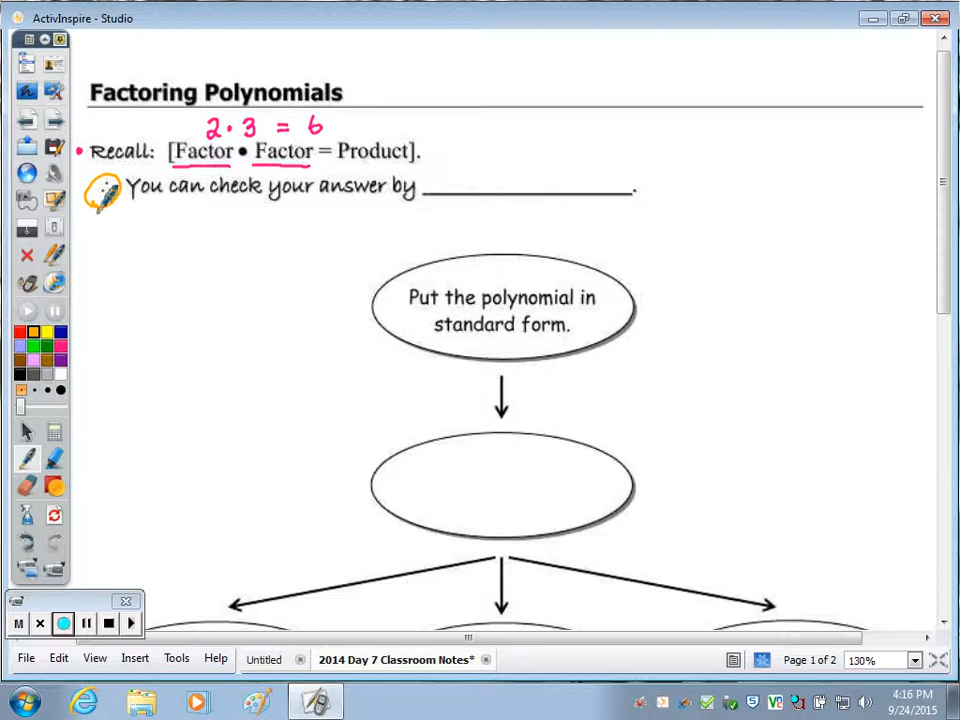 ActivInspire - Studio
Factoring Polynomials
2 · 3 = 6
• Recall: [Factor • Factor = Product].
You can check your answer by ____________________.
Put the polynomial in
standard form.
M
File Edit View Insert Tools Help Untitled 2014 Day 7 Classroom Notes* Page 1 of 2 130%
4:16 PM
9/24/2015